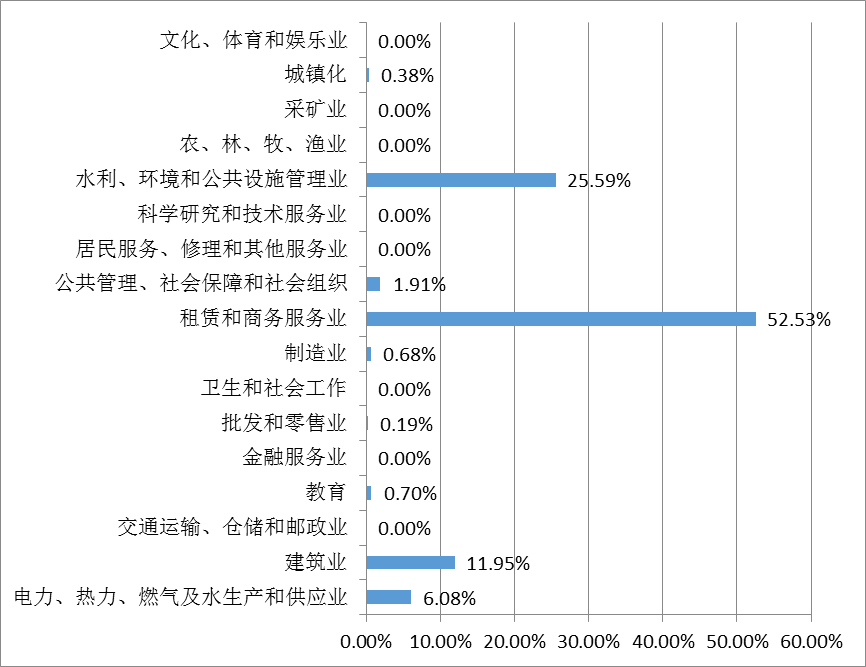 文化、体育和娱乐业 0.00%
城镇化 0.38%
采矿业 0.00%
农、林、牧、渔业 0.00%
水利、环境和公共设施管理业 25.59%
科学研究和技术服务业 0.00%
居民服务、修理和其他服务业 0.00%
公共管理、社会保障和社会组织 1.91%
租赁和商务服务业 52.53%
制造业 0.68%
卫生和社会工作 0.00%
批发和零售业 0.19%
金融服务业 0.00%
教育 0.70%
交通运输、仓储和邮政业 0.00%
建筑业 11.95%
电力、热力、燃气及水生产和供应业 6.08%
0.00% 10.00% 20.00% 30.00% 40.00% 50.00% 60.00%